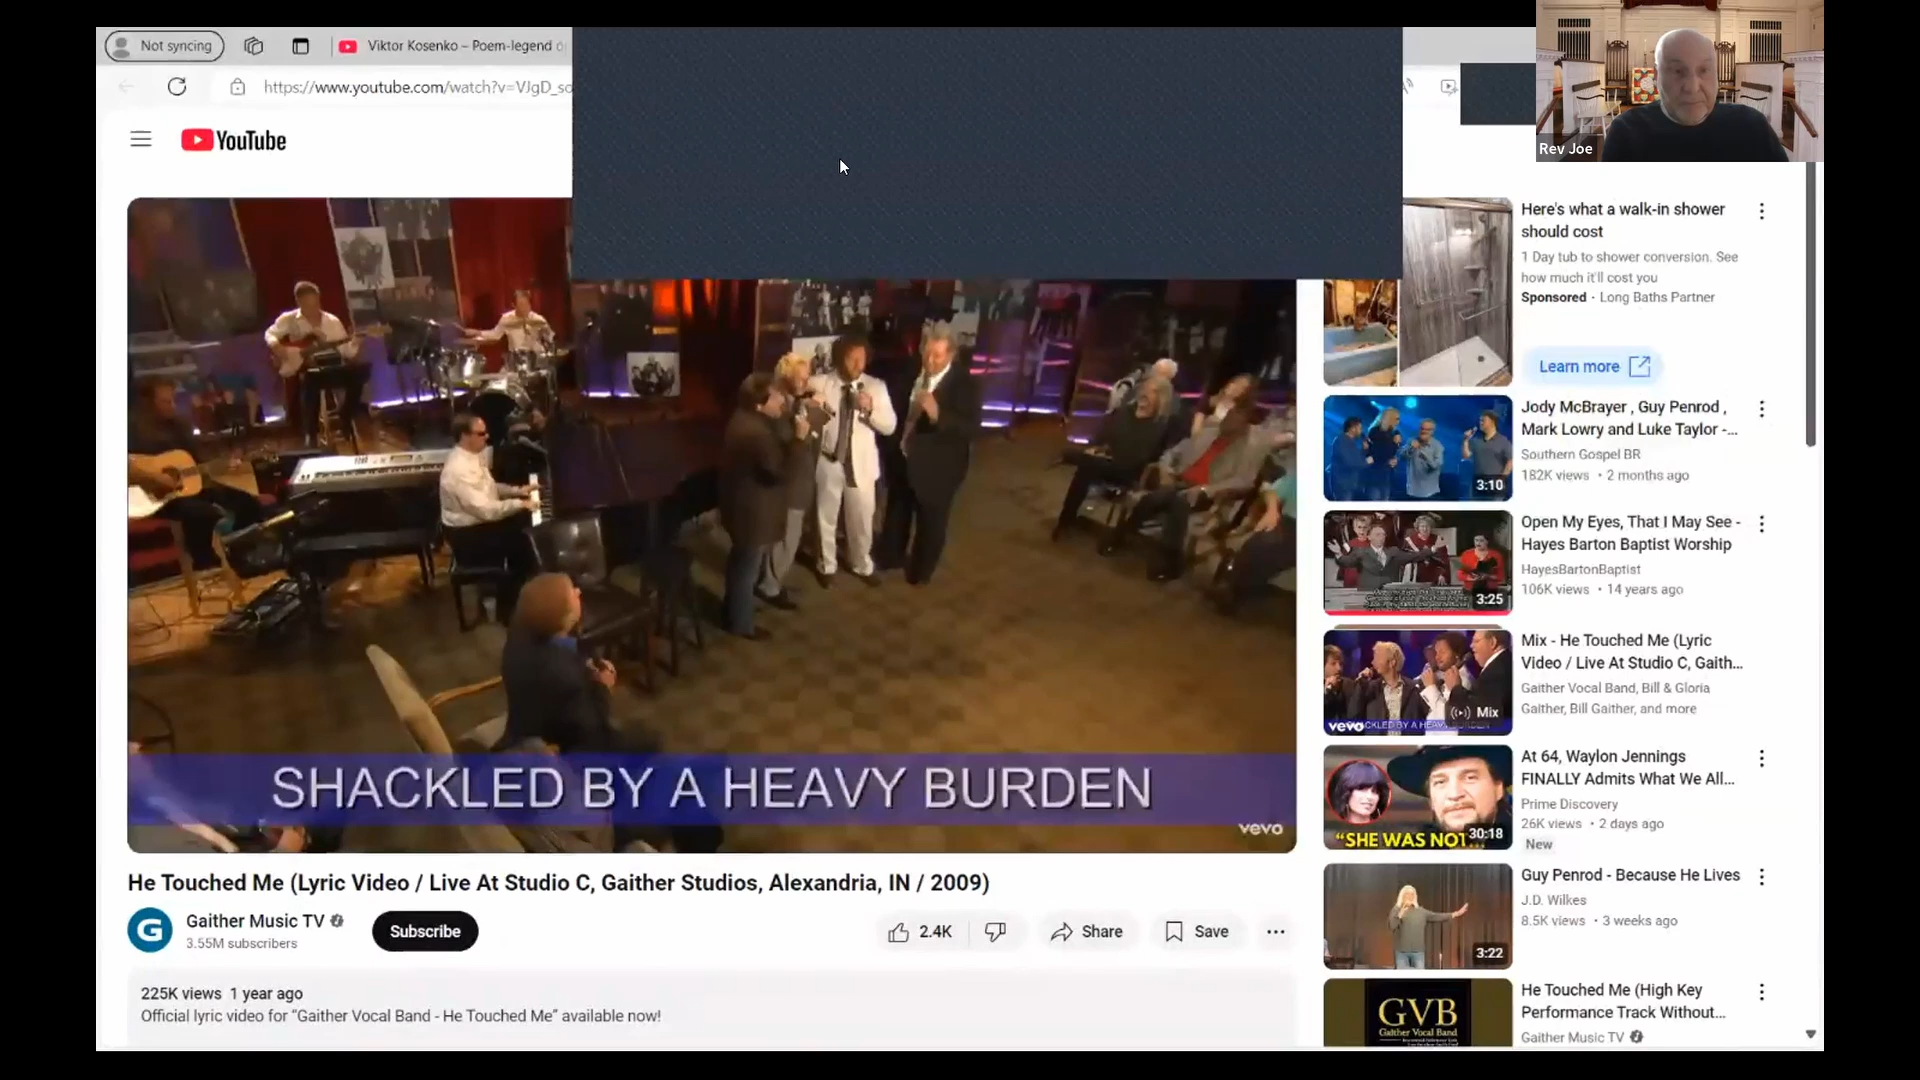 Not syncing
Viktor Kosenko – Poem-legend
https://www.youtube.com/watch?v=VJgD_so
Rev Joe
YouTube
SHACKLED BY A HEAVY BURDEN
vevo
He Touched Me (Lyric Video / Live At Studio C, Gaither Studios, Alexandria, IN / 2009)
G
Gaither Music TV
3.55M subscribers
Subscribe
2.4K
Share
Save
225K views 1 year ago
Official lyric video for “Gaither Vocal Band - He Touched Me” available now!
Here's what a walk-in shower
should cost
1 Day tub to shower conversion. See
how much it'll cost you
Sponsored · Long Baths Partner
Learn more
3:10
Jody McBrayer , Guy Penrod ,
Mark Lowry and Luke Taylor -...
Southern Gospel BR
182K views • 2 months ago
3:25
Open My Eyes, That I May See -
Hayes Barton Baptist Worship
HayesBartonBaptist
106K views • 14 years ago
Mix
vevo
Mix - He Touched Me (Lyric
Video / Live At Studio C, Gaith...
Gaither Vocal Band, Bill & Gloria
Gaither, Bill Gaither, and more
“SHE WAS NOT
30:18
At 64, Waylon Jennings
FINALLY Admits What We All...
Prime Discovery
26K views • 2 days ago
New
3:22
Guy Penrod - Because He Lives
J.D. Wilkes
8.5K views • 3 weeks ago
GVB
Gaither Vocal Band
He Touched Me (High Key
Performance Track Without...
Gaither Music TV